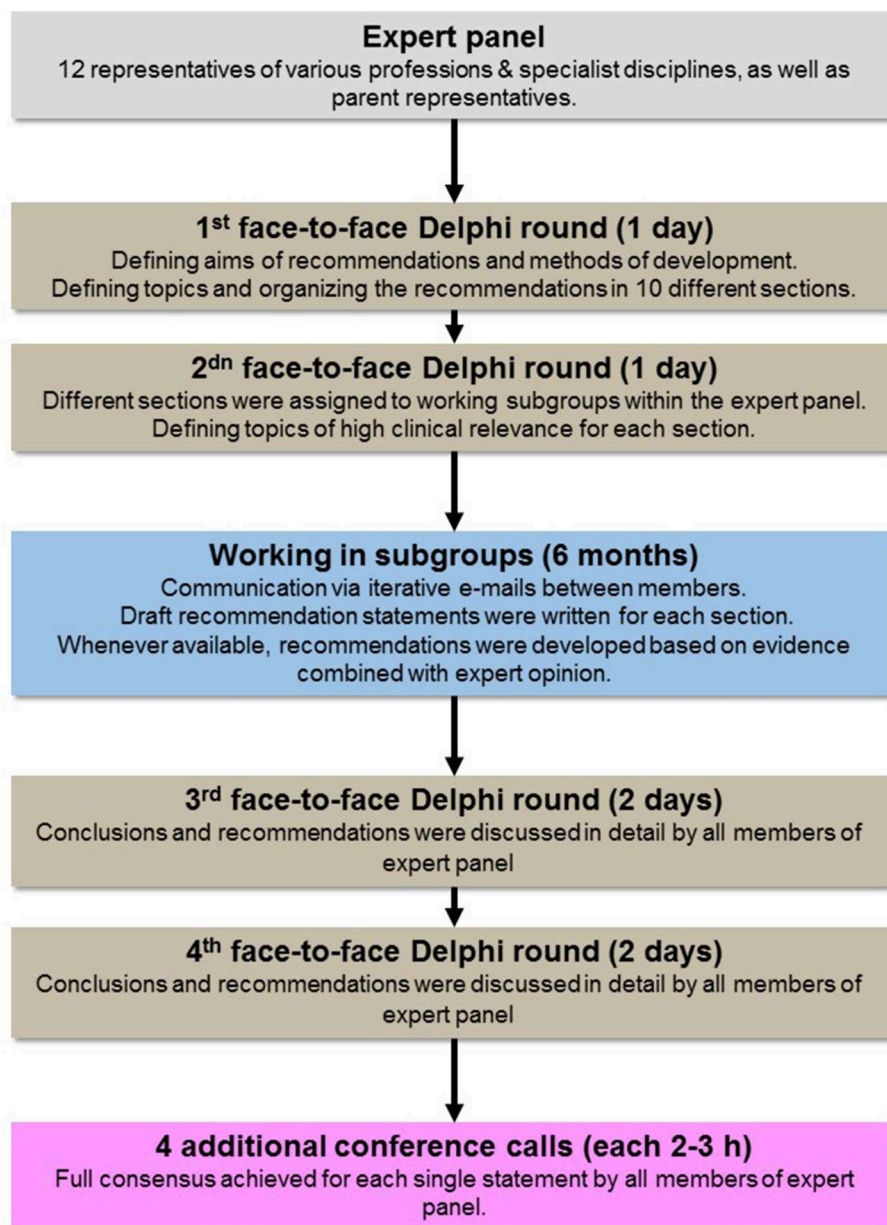 Expert panel
12 representatives of various professions & specialist disciplines, as well as
parent representatives.
1st face-to-face Delphi round (1 day)
Defining aims of recommendations and methods of development.
Defining topics and organizing the recommendations in 10 different sections.
2dn face-to-face Delphi round (1 day)
Different sections were assigned to working subgroups within the expert panel.
Defining topics of high clinical relevance for each section.
Working in subgroups (6 months)
Communication via iterative e-mails between members.
Draft recommendation statements were written for each section.
Whenever available, recommendations were developed based on evidence
combined with expert opinion.
3rd face-to-face Delphi round (2 days)
Conclusions and recommendations were discussed in detail by all members of
expert panel
4th face-to-face Delphi round (2 days)
Conclusions and recommendations were discussed in detail by all members of
expert panel
4 additional conference calls (each 2-3 h)
Full consensus achieved for each single statement by all members of expert
panel.